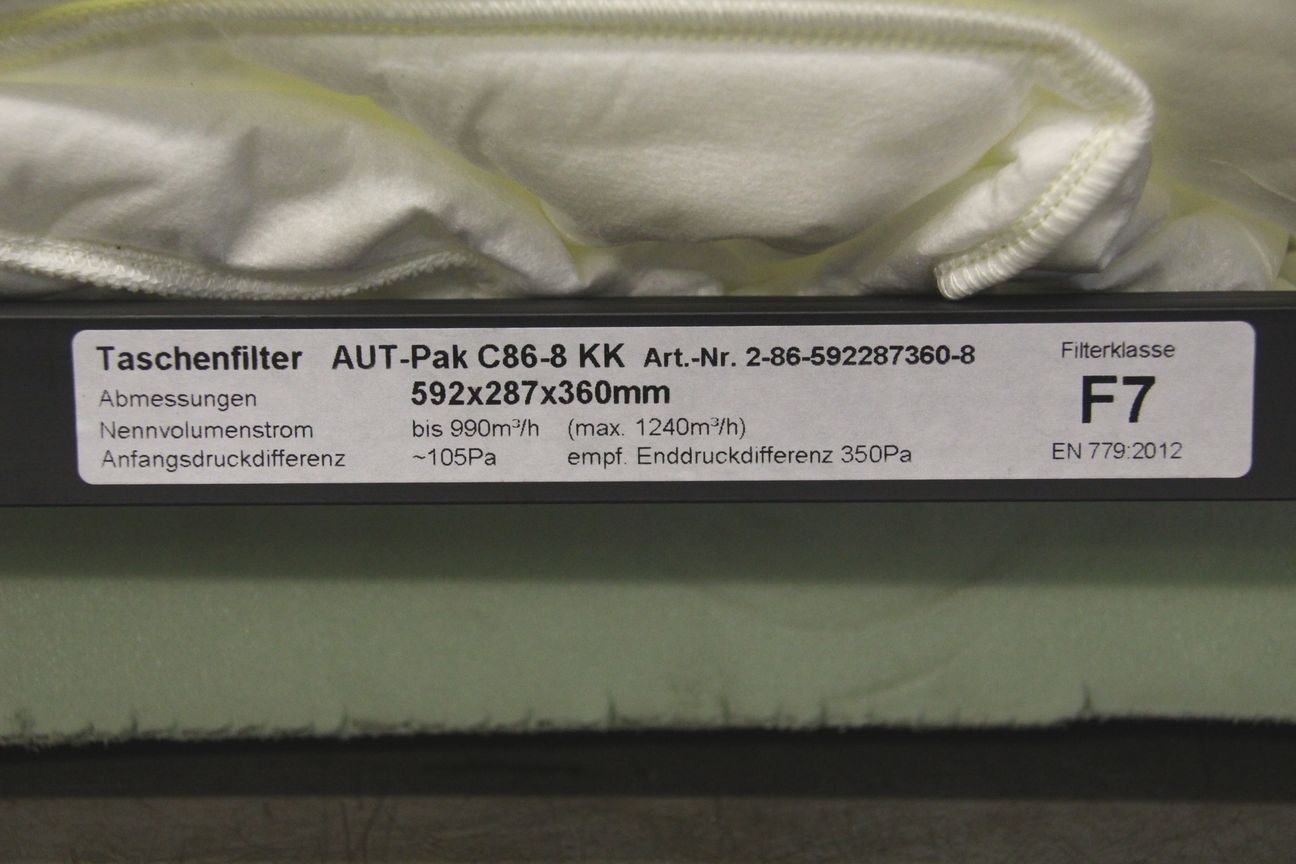 Taschenfilter AUT-Pak C86-8 KK Art.-Nr. 2-86-592287360-8
Abmessungen 592x287x360mm
Nennvolumenstrom bis 990m³/h (max. 1240m³/h)
Anfangsdruckdifferenz ~105Pa empf. Enddruckdifferenz 350Pa
Filterklasse
F7
EN 779:2012